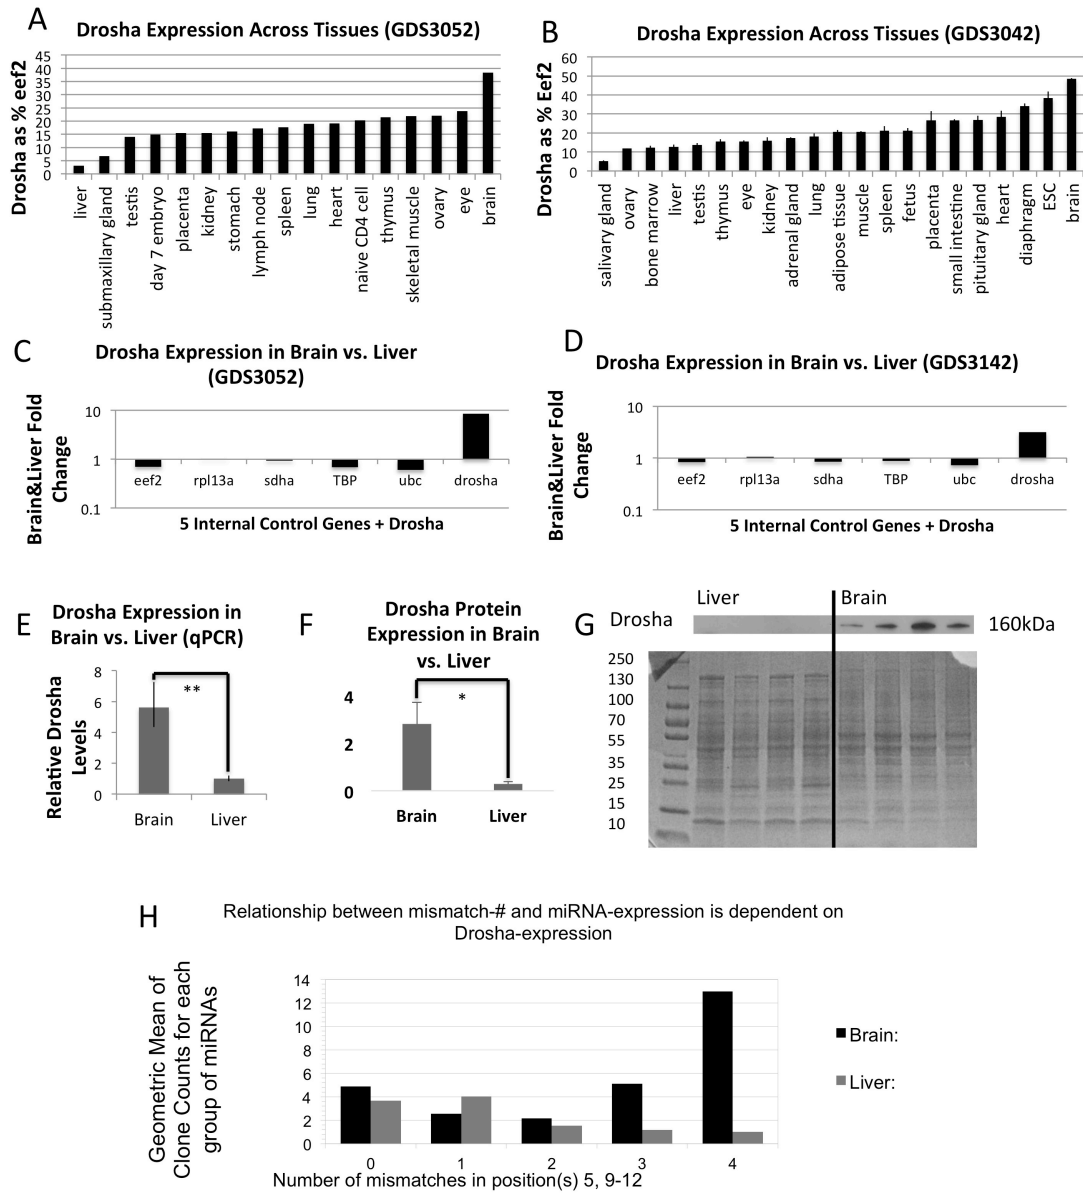 A
Drosha Expression Across Tissues (GDS3052)
Drosha as % eef2
45
40
35
30
25
20
15
10
5
0
liver
submaxillary gland
testis
day 7 embryo
placenta
kidney
stomach
lymph node
spleen
lung
heart
naive CD4 cell
thymus
skeletal muscle
ovary
eye
brain
B
Drosha Expression Across Tissues (GDS3042)
Drosha as % Eef2
60
50
40
30
20
10
0
salivary gland
ovary
bone marrow
liver
testis
thymus
eye
kidney
adrenal gland
lung
adipose tissue
muscle
spleen
fetus
placenta
small intestine
pituitary gland
heart
diaphragm
ESC
brain
C
Drosha Expression in Brain vs. Liver
(GDS3052)
Brain&Liver Fold
Change
10
1
0.1
eef2
rpl13a
sdha
TBP
ubc
drosha
5 Internal Control Genes + Drosha
D
Drosha Expression in Brain vs. Liver (GDS3142)
Brain&Liver Fold
Change
10
1
0.1
eef2
rpl13a
sdha
TBP
ubc
drosha
5 Internal Control Genes + Drosha
E
Drosha Expression in
Brain vs. Liver (qPCR)
Relative Drosha
Levels
8
6
4
2
0
**
Brain
Liver
F
Drosha Protein
Expression in Brain
vs. Liver
4
2
0
*
Brain
Liver
G
Liver
Brain
Drosha
160kDa
250
130
100
70
55
35
25
15
10
H
Relationship between mismatch-# and miRNA-expression is dependent on
Drosha-expression
Geometric Mean of
Clone Counts for each
group of miRNAs
14
12
10
8
6
4
2
0
0
1
2
3
4
Number of mismatches in position(s) 5, 9-12
Brain:
Liver: